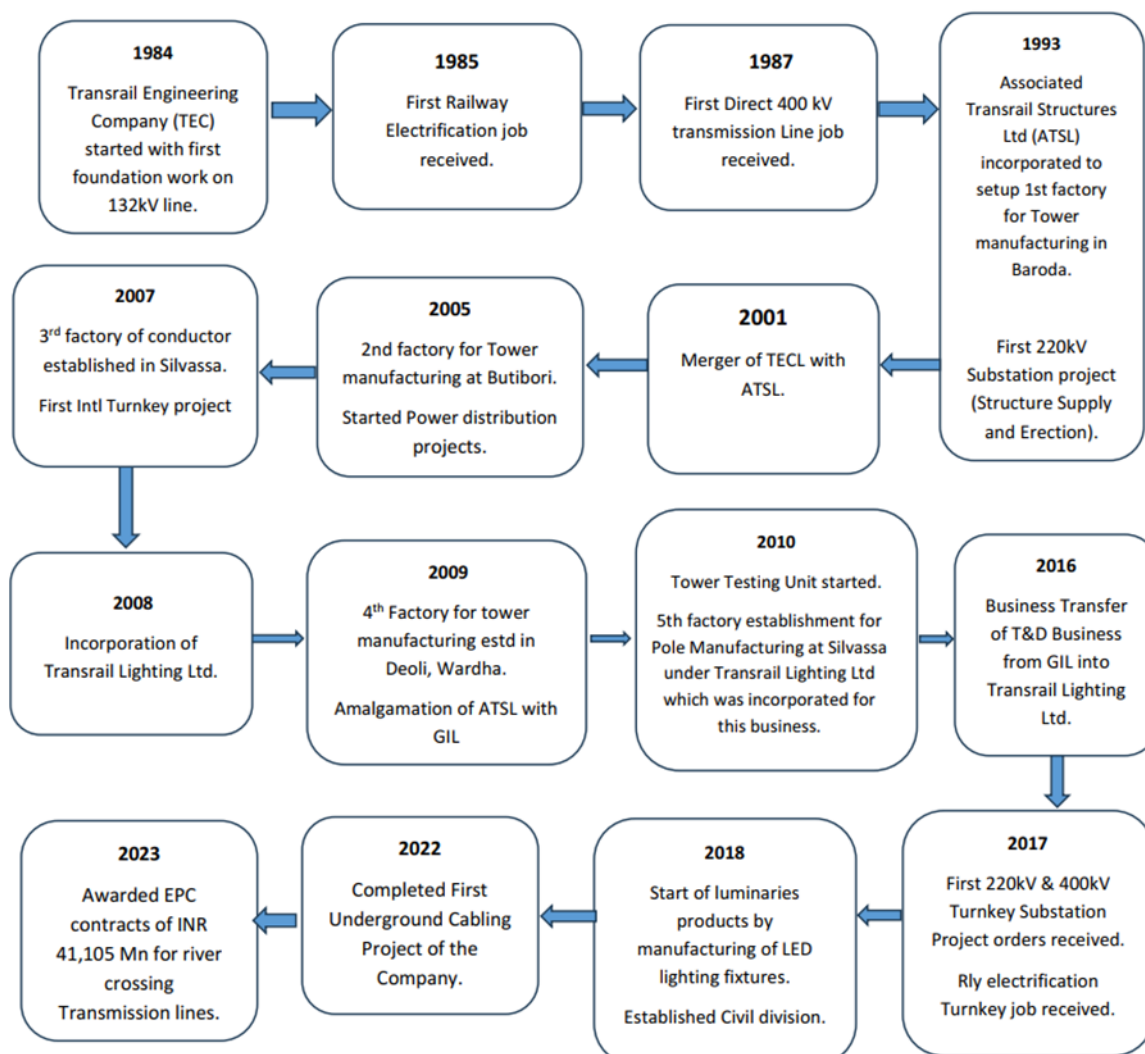 1984
Transrail Engineering
Company (TEC)
started with first
foundation work on
132kV line.
1985
First Railway
Electrification job
received.
1987
First Direct 400 kV
transmission Line job
received.
1993
Associated
Transrail Structures
Ltd (ATSL)
incorporated to
setup 1st factory
for Tower
manufacturing in
Baroda.
First 220kV
Substation project
(Structure Supply
and Erection).
2001
Merger of TECL with
ATSL.
2005
2nd factory for Tower
manufacturing at Butibori.
Started Power distribution
projects.
2007
3rd factory of conductor
established in Silvassa.
First Intl Turnkey project
2008
Incorporation of
Transrail Lighting Ltd.
2009
4th Factory for tower
manufacturing estd in
Deoli, Wardha.
Amalgamation of ATSL with
GIL
2010
Tower Testing Unit started.
5th factory establishment for
Pole Manufacturing at Silvassa
under Transrail Lighting Ltd
which was incorporated for
this business.
2016
Business Transfer
of T&D Business
from GIL into
Transrail Lighting
Ltd.
2017
First 220kV & 400kV
Turnkey Substation
Project orders received.
Rly electrification
Turnkey job received.
2018
Start of luminaries
products by
manufacturing of LED
lighting fixtures.
Established Civil division.
2022
Completed First
Underground Cabling
Project of the
Company.
2023
Awarded EPC
contracts of INR
41,105 Mn for river
crossing
Transmission lines.